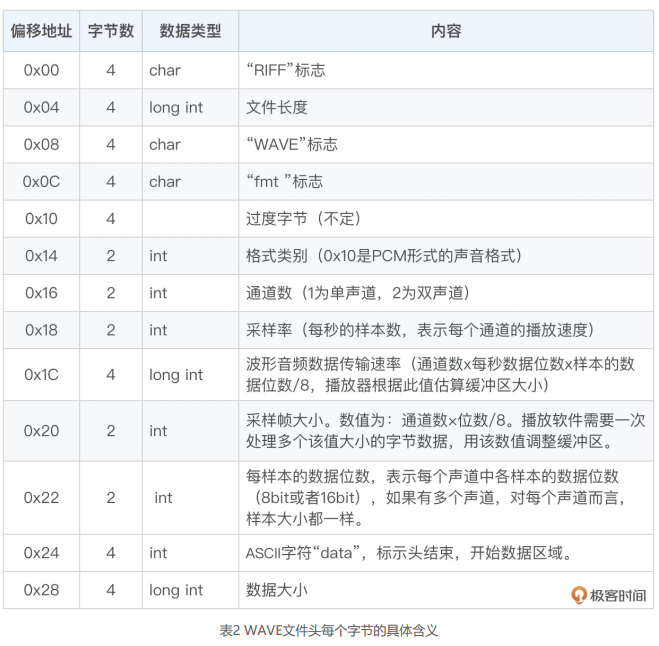 偏移地址 字节数 数据类型 内容
0x00 4 char “RIFF”标志
0x04 4 long int 文件长度
0x08 4 char “WAVE”标志
0x0C 4 char “fmt ”标志
0x10 4 过度字节（不定）
0x14 2 int 格式类别（0x10是PCM形式的声音格式）
0x16 2 int 通道数（1为单声道，2为双声道）
0x18 2 int 采样率（每秒的样本数，表示每个通道的播放速度）
0x1C 4 long int 波形音频数据传输速率（通道数x每秒数据位数x样本的数
据位数/8，播放器根据此值估算缓冲区大小）
0x20 2 int 采样帧大小。数值为：通道数×位数/8。播放软件需要一次
处理多个该值大小的字节数据，用该数值调整缓冲区。
0x22 2 int 每样本的数据位数，表示每个声道中各样本的数据位数
（8bit或者16bit），如果有多个声道，对每个声道而言，
样本大小都一样。
0x24 4 int ASCII字符“data”，标示头结束，开始数据区域。
0x28 4 long int 数据大小
极客时间
表2 WAVE文件头每个字节的具体含义